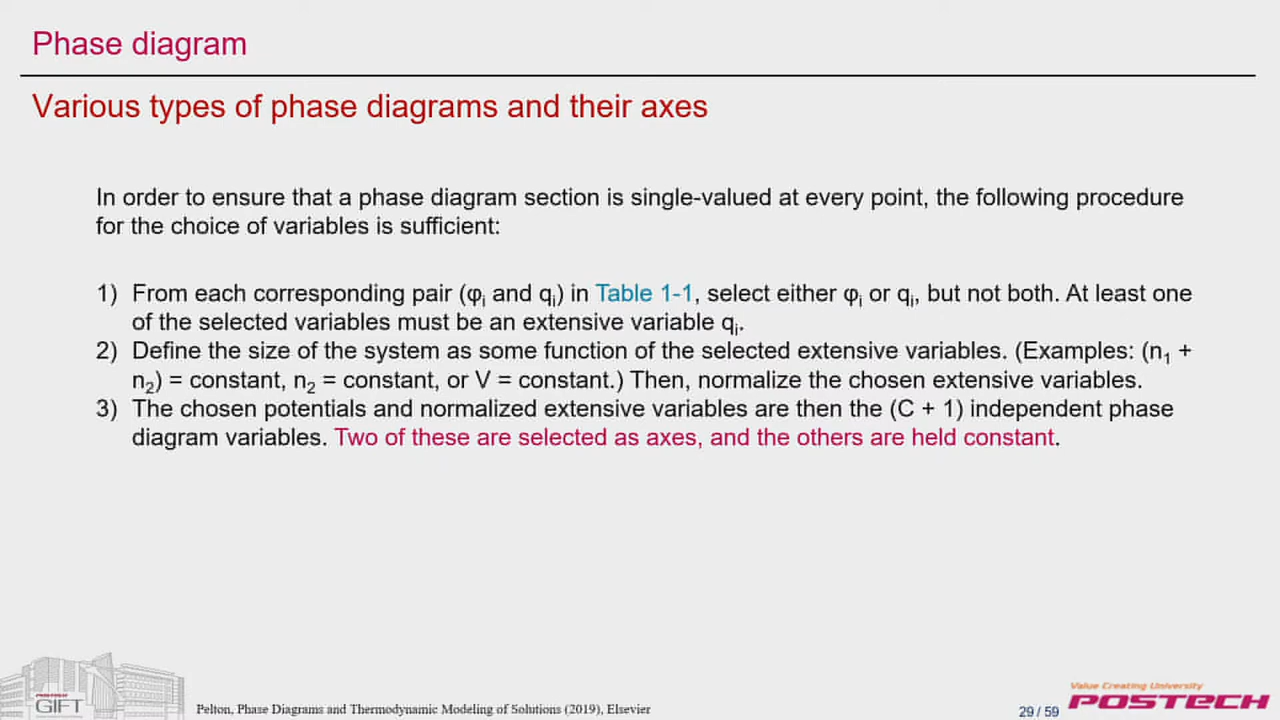 Phase diagram
Various types of phase diagrams and their axes
In order to ensure that a phase diagram section is single-valued at every point, the following procedure
for the choice of variables is sufficient:
1) From each corresponding pair (φi and qi) in Table 1-1, select either φi or qi, but not both. At least one
of the selected variables must be an extensive variable qi.
2) Define the size of the system as some function of the selected extensive variables. (Examples: (n1 +
n2) = constant, n2 = constant, or V = constant.) Then, normalize the chosen extensive variables.
3) The chosen potentials and normalized extensive variables are then the (C + 1) independent phase
diagram variables. Two of these are selected as axes, and the others are held constant.
POSTECH
GIFT
Pelton, Phase Diagrams and Thermodynamic Modeling of Solutions (2019), Elsevier
29 / 59
Value Creating University
POSTECH